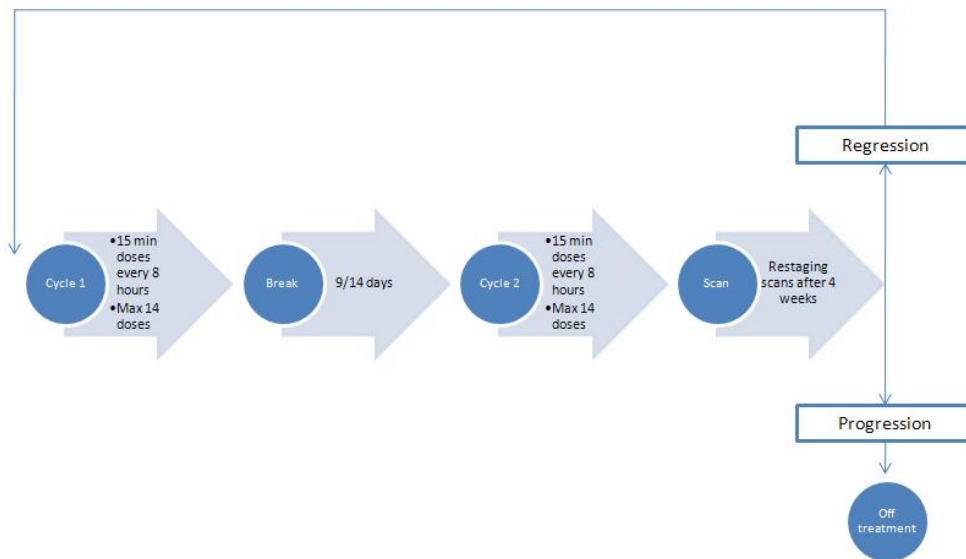 Regression
Cycle 1
•15 min
doses
every 8
hours
•Max 14
doses
Break
9/14 days
Cycle 2
•15 min
doses
every 8
hours
•Max 14
doses
Scan
Restaging
scans after 4
weeks
Progression
Off
treatment